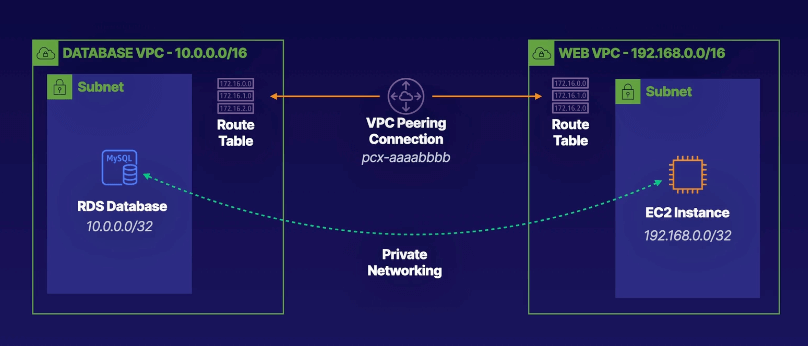 DATABASE VPC - 10.0.0.0/16
Subnet
MySQL
RDS Database
10.0.0.0/32
172.16.0.0
172.16.1.0
172.16.2.0
Route
Table
VPC Peering
Connection
pcx-aaaabbbb
Private
Networking
WEB VPC - 192.168.0.0/16
172.16.0.0
172.16.1.0
172.16.2.0
Route
Table
Subnet
EC2 Instance
192.168.0.0/32